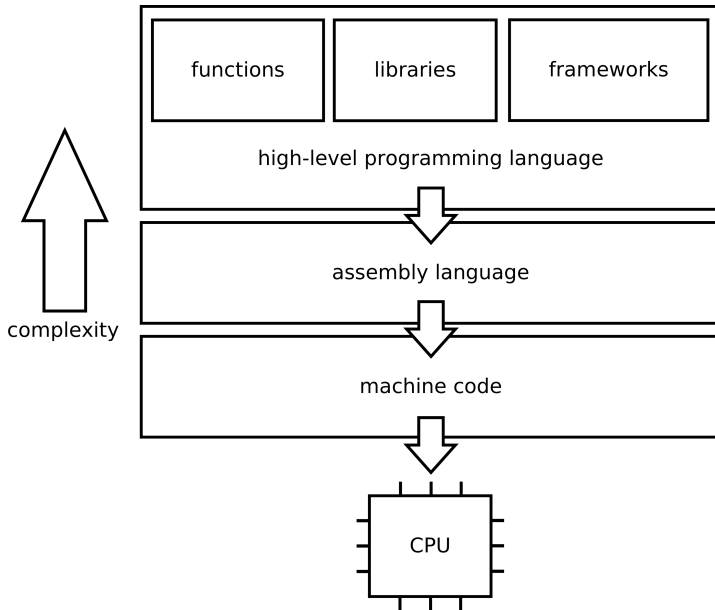 functions
libraries
frameworks
high-level programming language
assembly language
complexity
machine code
CPU